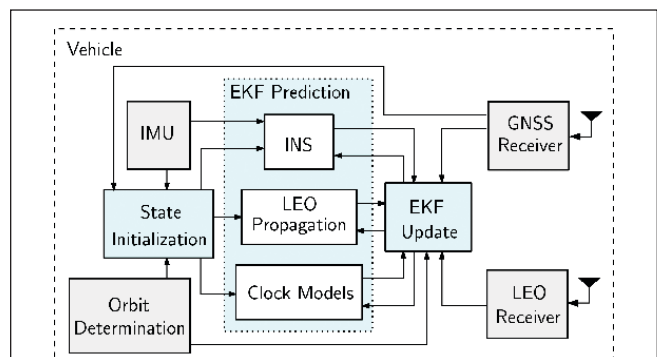 Vehicle
EKF Prediction
IMU
INS
GNSS
Receiver
State
Initialization
LEO
Propagation
EKF
Update
Orbit
Determination
Clock Models
LEO
Receiver